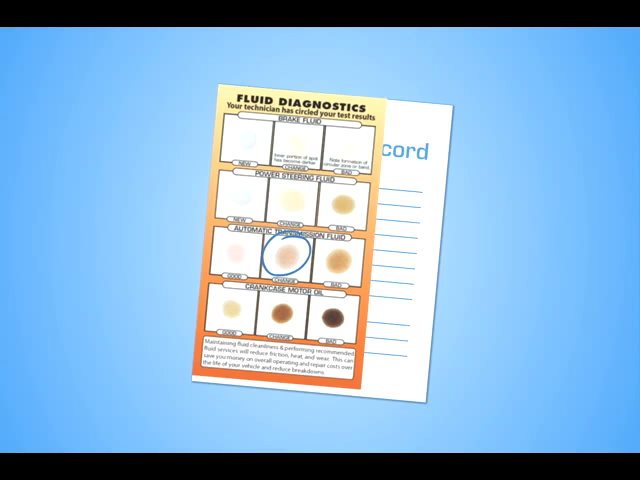 FLUID DIAGNOSTICS
Your technician has circled your test results
BRAKE FLUID
Inner portion of spot
has become darker
Note formation of
circular zone or band.
NEW
CHANGE
BAD
POWER STEERING FLUID
NEW
CHANGE
BAD
AUTOMATIC TRANSMISSION FLUID
GOOD
CHANGE
BAD
CRANKCASE MOTOR OIL
GOOD
CHANGE
BAD
Maintaining fluid cleanliness & performing recommended
fluid services will reduce friction, heat, and wear. This can
save you money on overall operating and repair costs over
the life of your vehicle and reduce breakdowns.
cord